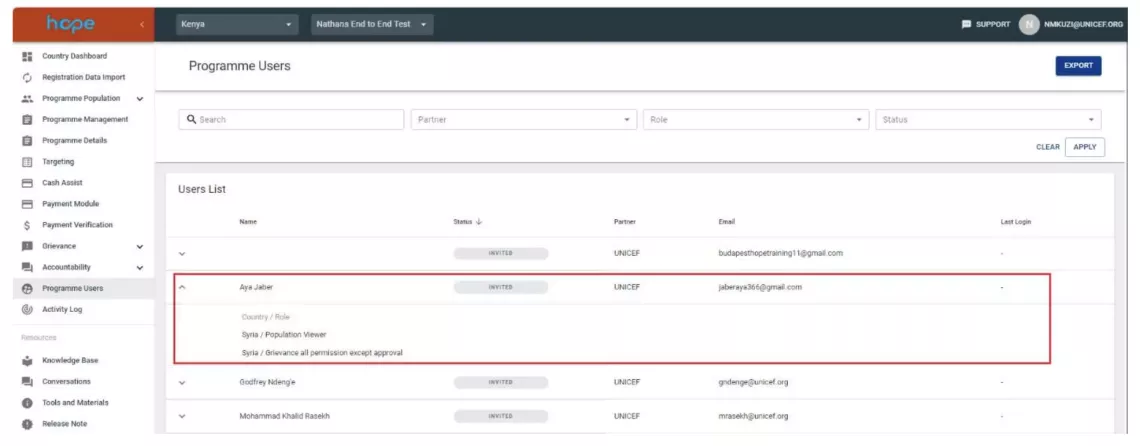 hope
Kenya
Nathans End to End Test
SUPPORT
N
NMKUZI@UNICEF.ORG
Country Dashboard
Registration Data Import
Programme Population
Programme Management
Programme Details
Targeting
Cash Assist
Payment Module
Payment Verification
Grievance
Accountability
Programme Users
Activity Log
Resources
Knowledge Base
Conversations
Tools and Materials
Release Note
Programme Users
EXPORT
Search
Partner
Role
Status
CLEAR
APPLY
Users List
Name Status Partner Email Last Login
INVITED UNICEF budapesthopetraining11@gmail.com -
Aya Jaber INVITED UNICEF jaberaya366@gmail.com -
Country / Role
Syria / Population Viewer
Syria / Grievance all permission except approval
Godfrey Ndeng'e INVITED UNICEF gndenge@unicef.org -
Mohammad Khalid Rasekh INVITED UNICEF mrasekh@unicef.org -